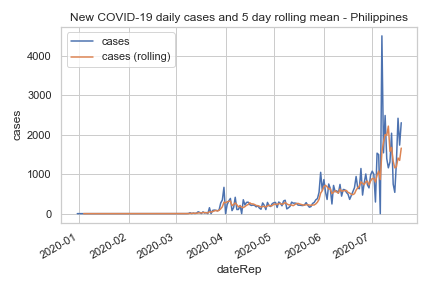 New COVID-19 daily cases and 5 day rolling mean - Philippines
cases
cases (rolling)
4000
3000
2000
1000
0
cases
2020-01
2020-02
2020-03
2020-04
2020-05
2020-06
2020-07
dateRep